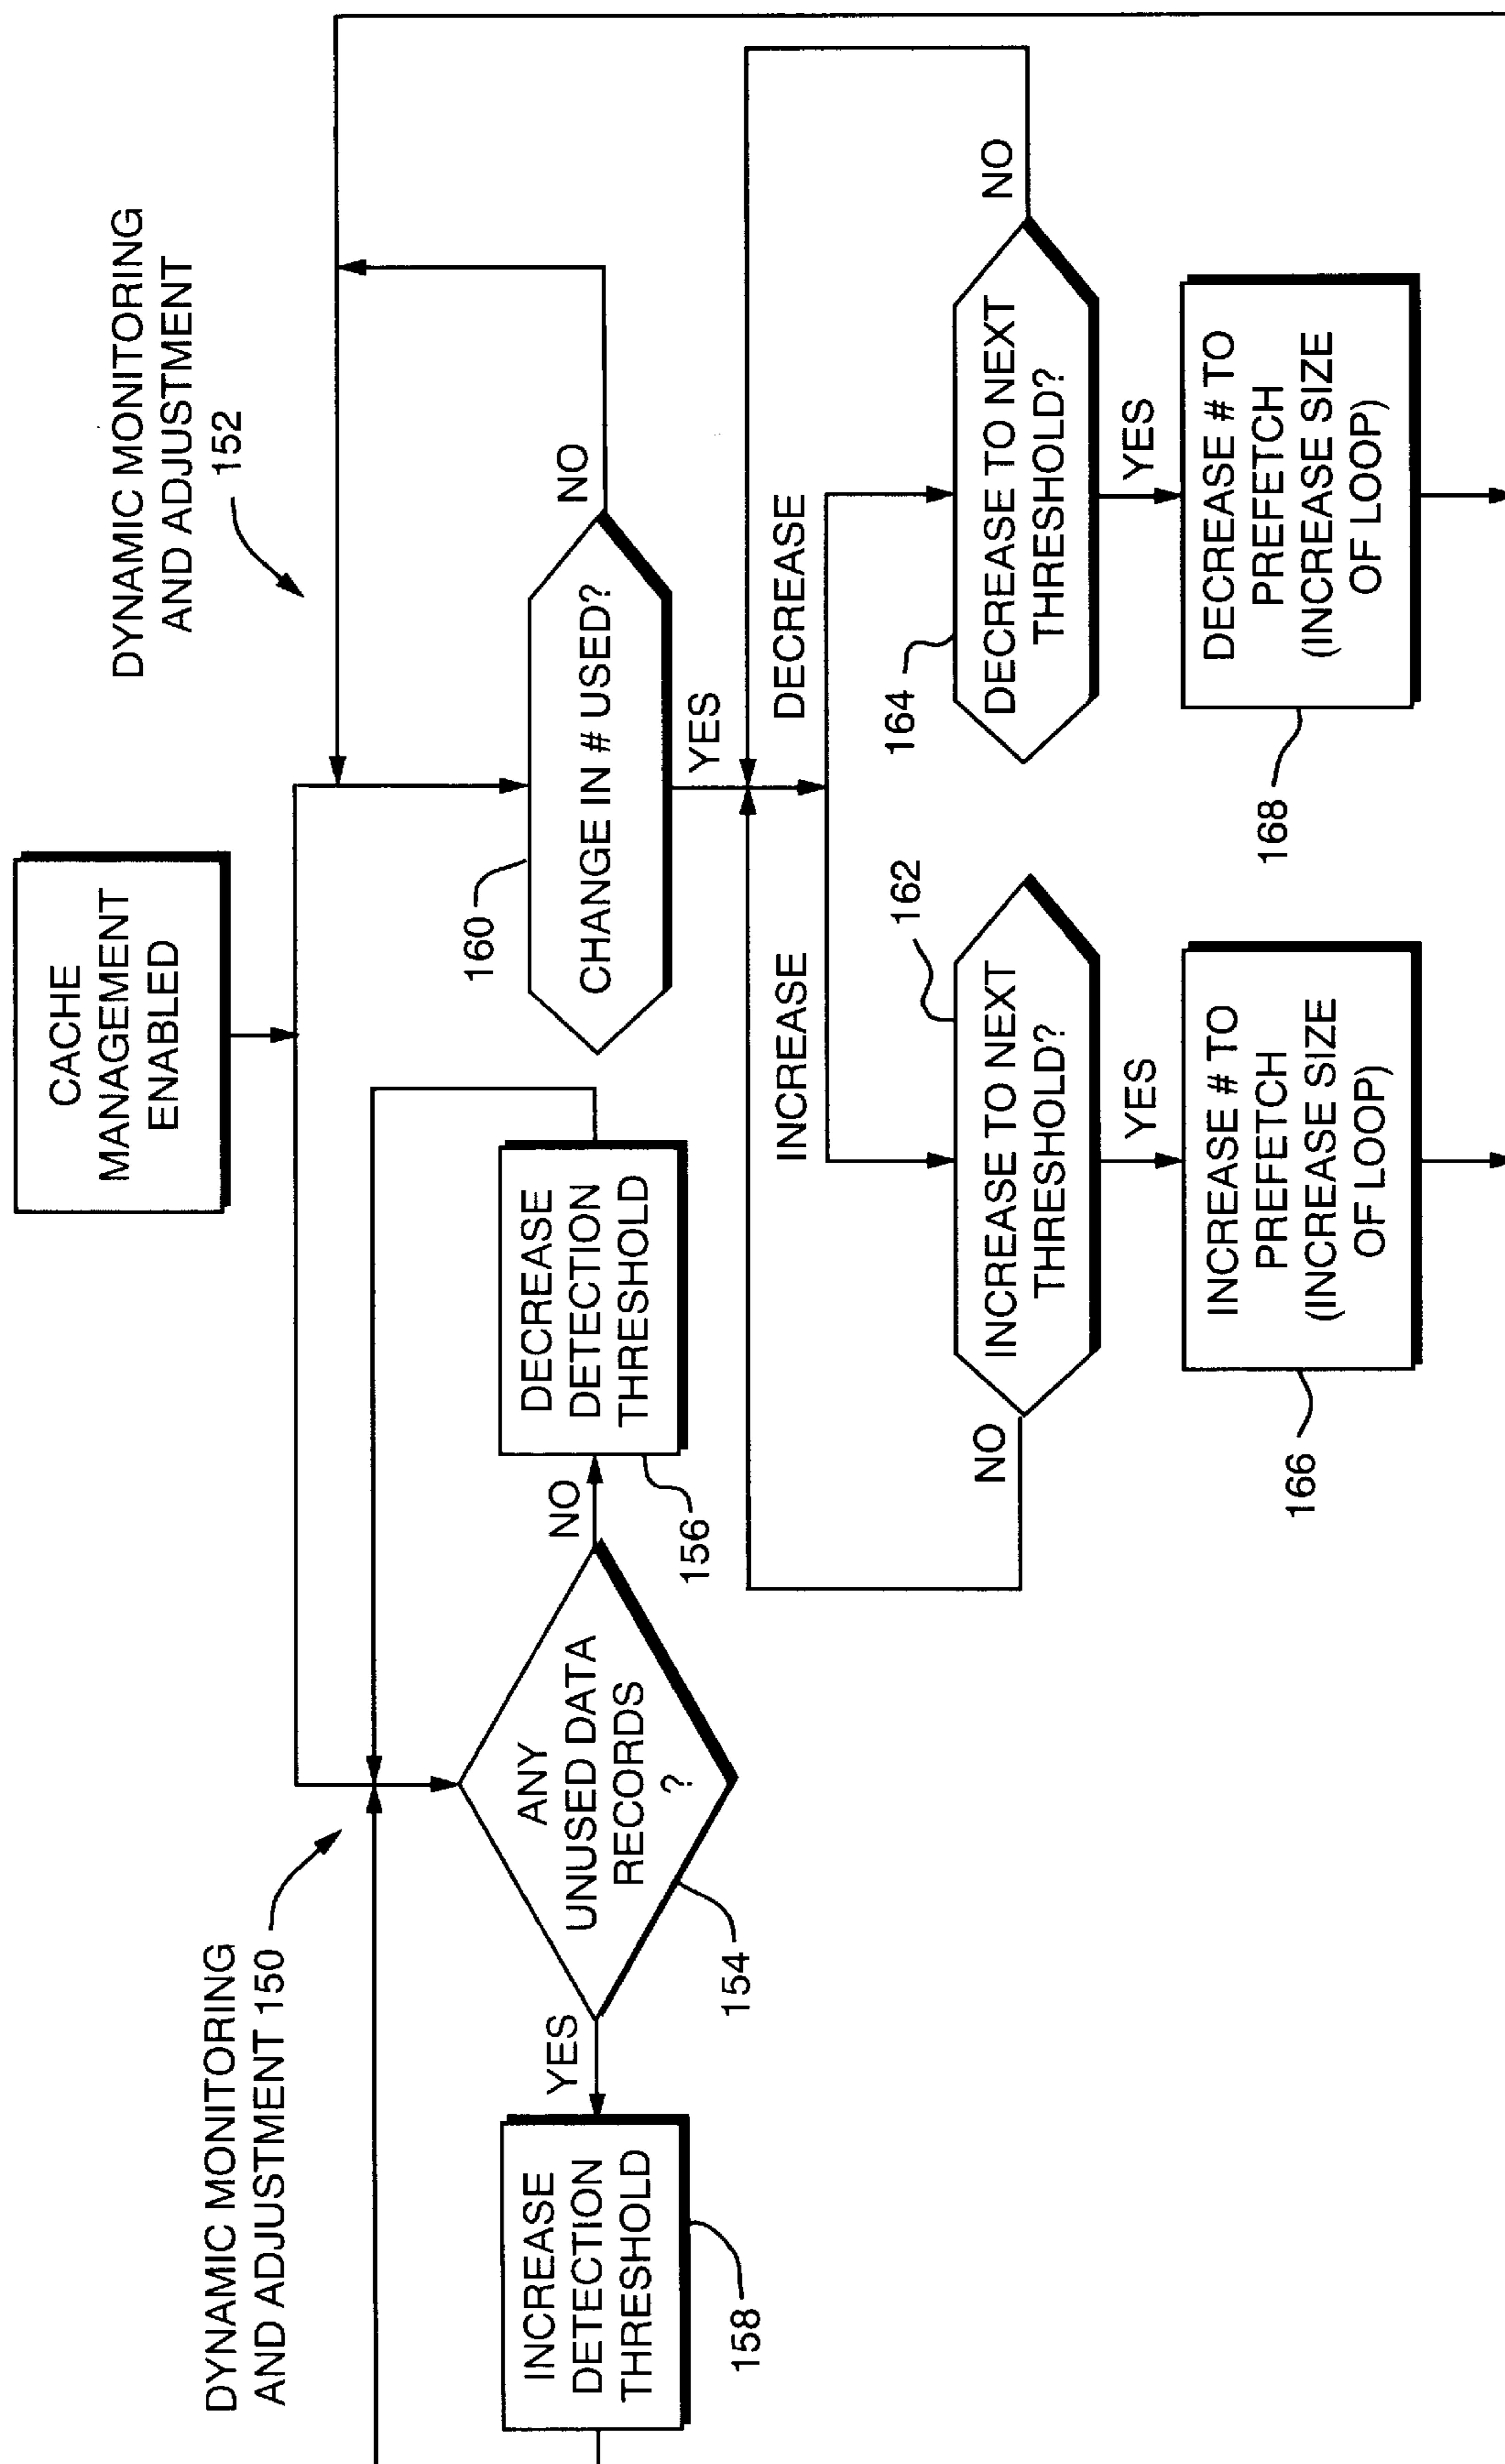 CACHE
MANAGEMENT
ENABLED
DYNAMIC MONITORING
AND ADJUSTMENT 150
DYNAMIC MONITORING
AND ADJUSTMENT
152
ANY
UNUSED DATA
RECORDS
?
154
YES
NO
INCREASE
DETECTION
THRESHOLD
158
DECREASE
DETECTION
THRESHOLD
156
160
CHANGE IN # USED?
NO
YES
INCREASE
DECREASE
162
INCREASE TO NEXT
THRESHOLD?
NO
YES
164
DECREASE TO NEXT
THRESHOLD?
NO
YES
INCREASE # TO
PREFETCH
(INCREASE SIZE
OF LOOP)
166
DECREASE # TO
PREFETCH
(INCREASE SIZE
OF LOOP)
168